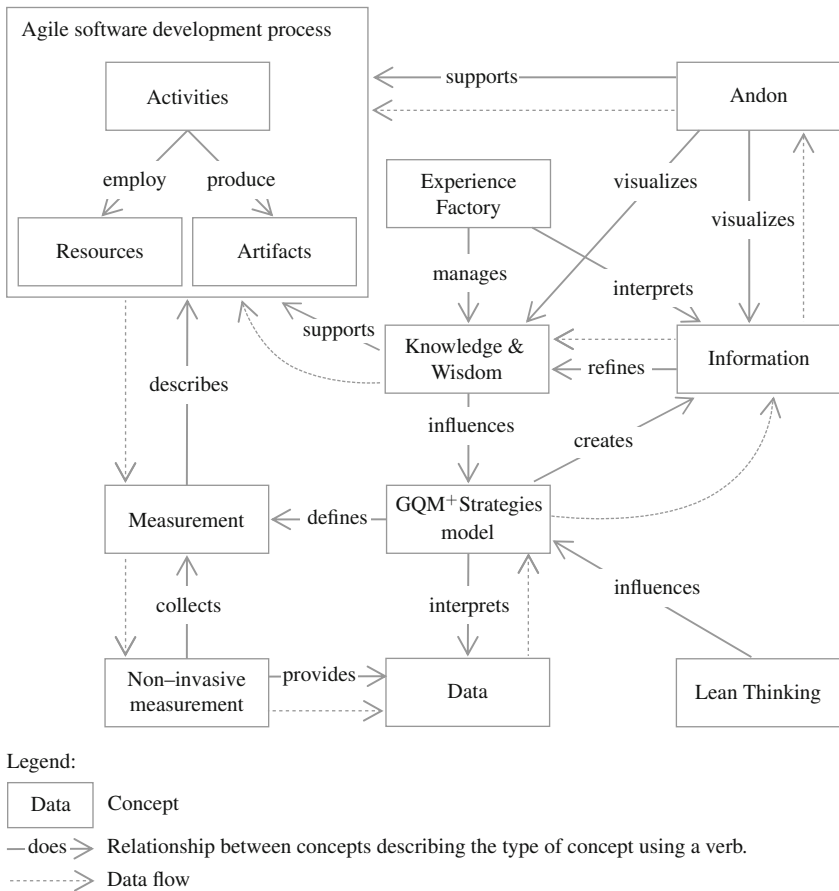 Agile software development process
Activities
employ
produce
Resources
Artifacts
supports
Andon
Experience
Factory
visualizes
visualizes
manages
interprets
supports
Knowledge &
Wisdom
refines
Information
describes
influences
creates
Measurement
defines
GQM+Strategies
model
collects
interprets
influences
Non–invasive
measurement
provides
Data
Lean Thinking
Legend:
Data
Concept
does
Relationship between concepts describing the type of concept using a verb.
Data flow